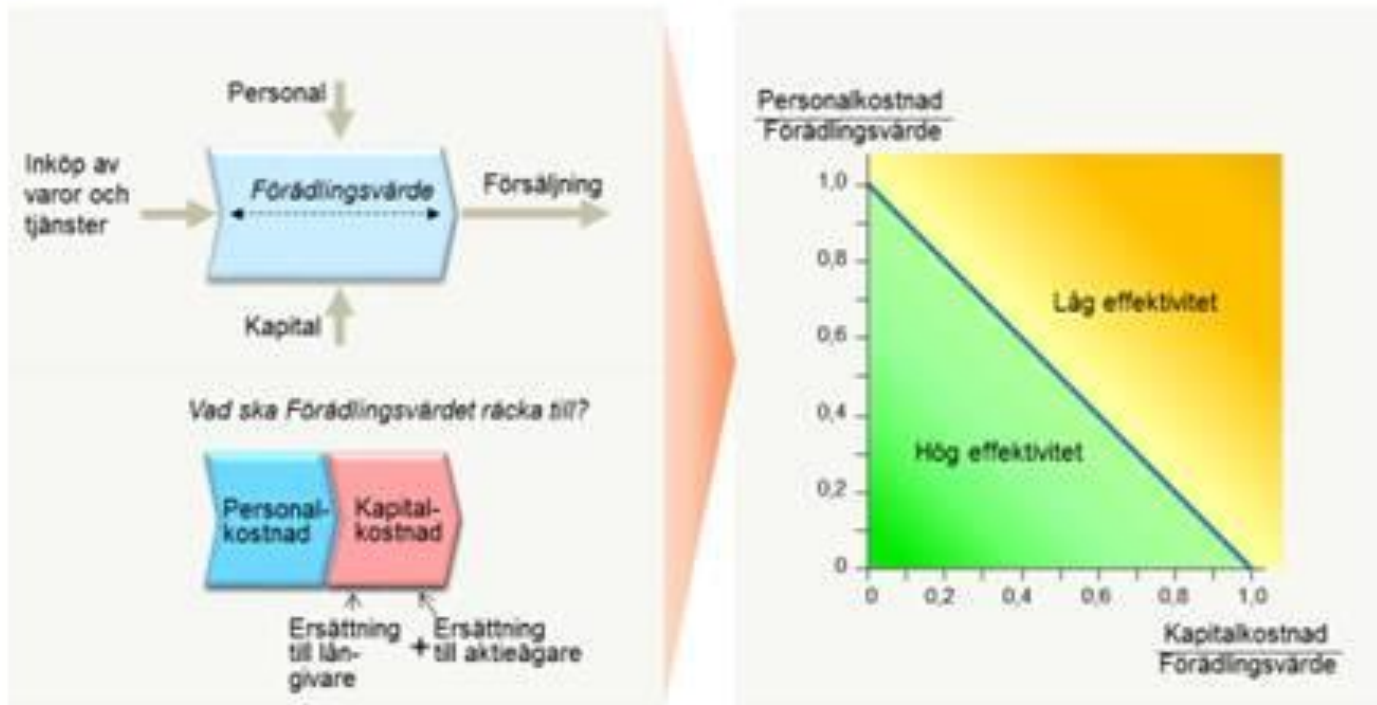 Personal
Inköp av
varor och
tjänster
Förädlingsvärde
Försäljning
Kapital
Vad ska Förädlingsvärdet räcka till?
Personal-
kostnad
Kapital-
kostnad
Ersättning
till lån-
givare
+
Ersättning
till aktieägare
Personalkostnad
Förädlingsvärde
1,0
0,8
0,6
0,4
0,2
0
Låg effektivitet
Hög effektivitet
0 0,2 0,4 0,6 0,8 1,0
Kapitalkostnad
Förädlingsvärde